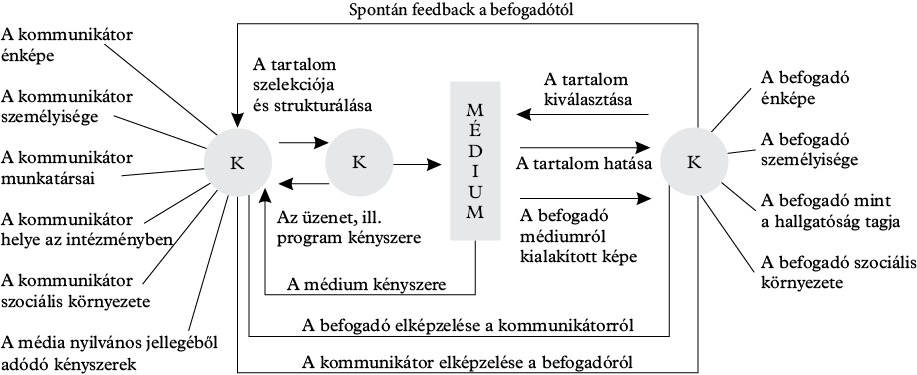 Spontán feedback a befogadótól
A kommunikátor
énképe
A kommunikátor
személyisége
A kommunikátor
munkatársai
A kommunikátor
helye az intézményben
A kommunikátor
szociális környezete
A média nyilvános jellegéből
adódó kényszerek
K
A tartalom
szelekciója
és strukturálása
K
Az üzenet, ill.
program kényszere
A médium kényszere
MÉDIUM
A tartalom
kiválasztása
A tartalom hatása
A befogadó
médiumról
kialakított képe
K
A befogadó
énképe
A befogadó
személyisége
A befogadó mint
a hallgatóság tagja
A befogadó szociális
környezete
A befogadó elképzelése a kommunikátorról
A kommunikátor elképzelése a befogadóról